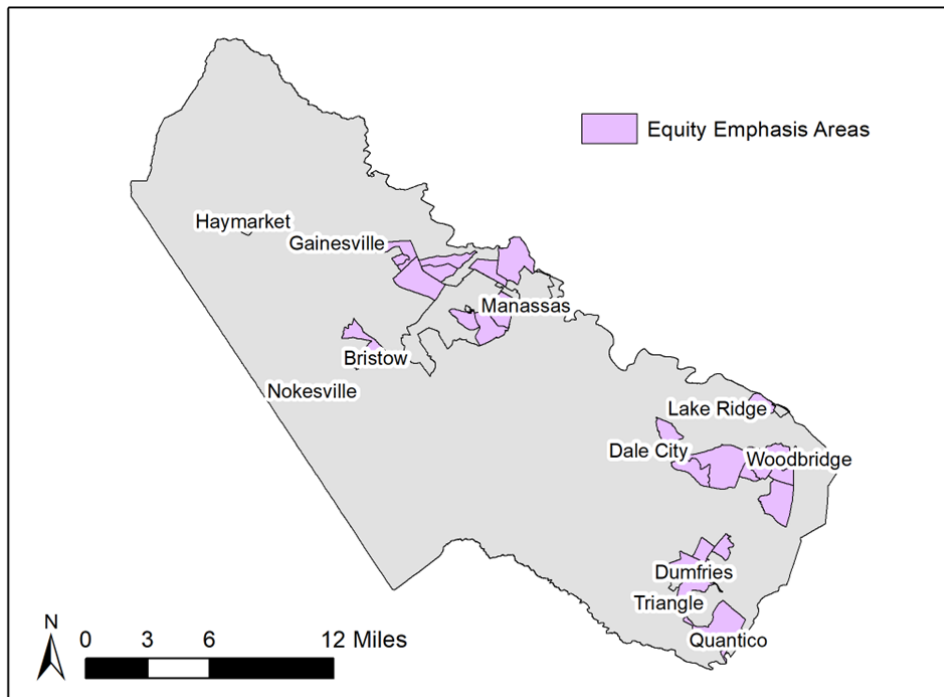 Equity Emphasis Areas
Haymarket
Gainesville
Manassas
Bristow
Nokesville
Lake Ridge
Dale City
Woodbridge
Dumfries
Triangle
Quantico
N
0 3 6 12 Miles